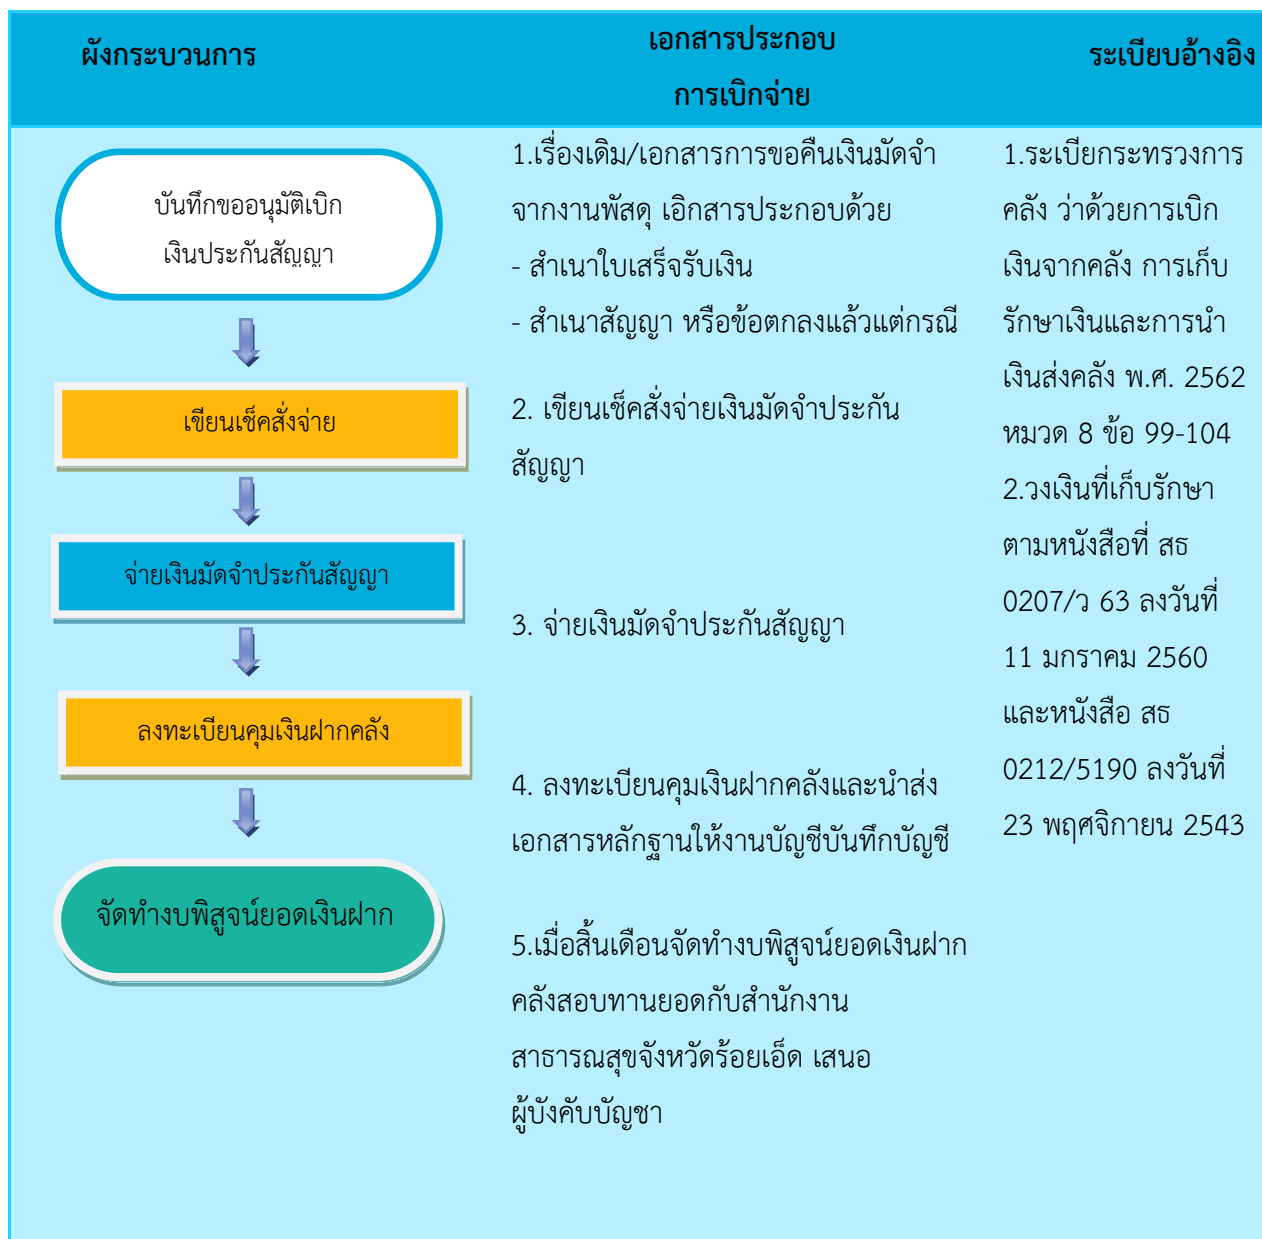 ผังกระบวนการ
เอกสารประกอบ
การเบิกจ่าย
ระเบียบอ้างอิง
บันทึกขออนุมัติเบิก
เงินประกันสัญญา
เขียนเช็คสั่งจ่าย
จ่ายเงินมัดจำประกันสัญญา
ลงทะเบียนคุมเงินฝากคลัง
จัดทำงบพิสูจน์ยอดเงินฝาก
1.เรื่องเดิม/เอกสารการขอคืนเงินมัดจำ
จากงานพัสดุ เอิกสารประกอบด้วย
- สำเนาใบเสร็จรับเงิน
- สำเนาสัญญา หรือข้อตกลงแล้วแต่กรณี
2. เขียนเช็คสั่งจ่ายเงินมัดจำประกัน
สัญญา
3. จ่ายเงินมัดจำประกันสัญญา
4. ลงทะเบียนคุมเงินฝากคลังและนำส่ง
เอกสารหลักฐานให้งานบัญชีบันทึกบัญชี
5.เมื่อสิ้นเดือนจัดทำงบพิสูจน์ยอดเงินฝาก
คลังสอบทานยอดกับสำนักงาน
สาธารณสุขจังหวัดร้อยเอ็ด เสนอ
ผู้บังคับบัญชา
1.ระเบียกระทรวงการ
คลัง ว่าด้วยการเบิก
เงินจากคลัง การเก็บ
รักษาเงินและการนำ
เงินส่งคลัง พ.ศ. 2562
หมวด 8 ข้อ 99-104
2.วงเงินที่เก็บรักษา
ตามหนังสือที่ สธ
0207/ว 63 ลงวันที่
11 มกราคม 2560
และหนังสือ สธ
0212/5190 ลงวันที่
23 พฤศจิกายน 2543